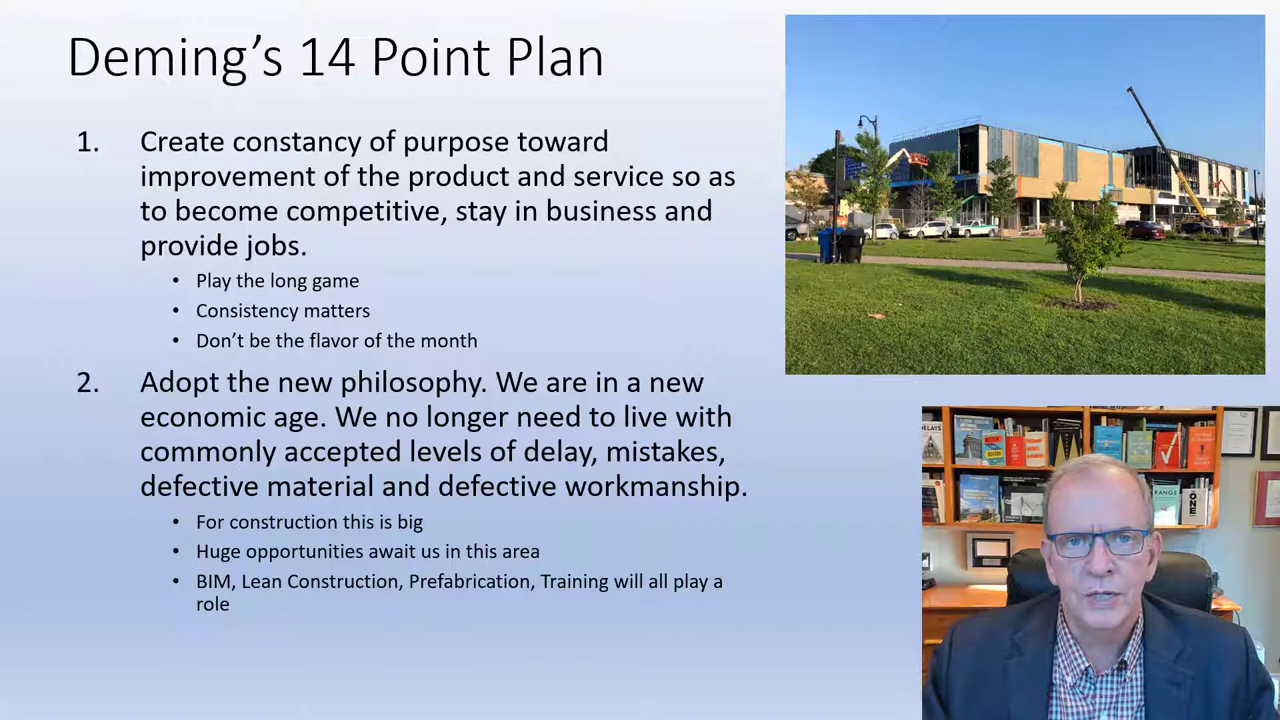 Deming’s 14 Point Plan
1. Create constancy of purpose toward
improvement of the product and service so as
to become competitive, stay in business and
provide jobs.
• Play the long game
• Consistency matters
• Don’t be the flavor of the month
2. Adopt the new philosophy. We are in a new
economic age. We no longer need to live with
commonly accepted levels of delay, mistakes,
defective material and defective workmanship.
• For construction this is big
• Huge opportunities await us in this area
• BIM, Lean Construction, Prefabrication, Training will all play a
role
RANGE
ONE